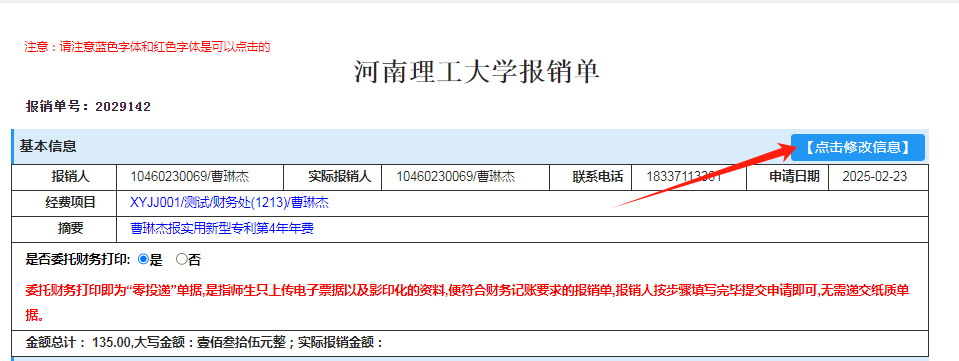 注意：请注意蓝色字体和红色字体是可以点击的
河南理工大学报销单
报销单号：2029142
基本信息 【点击修改信息】
报销人 10460230069/曹琳杰 实际报销人 10460230069/曹琳杰 联系电话 申请日期 2025-02-23
经费项目 XYJJ001/测试/财务处(1213)/曹琳杰
摘要 曹琳杰报实用新型专利第4年年费
是否委托财务打印: 是 否
委托财务打印即为“零投递”单据,是指师生只上传电子票据以及影印化的资料,便符合财务记账要求的报销单,报销人按步骤填写完毕提交申请即可,无需递交纸质单
据。
金额总计： 135.00,大写金额：壹佰叁拾伍元整；实际报销金额：